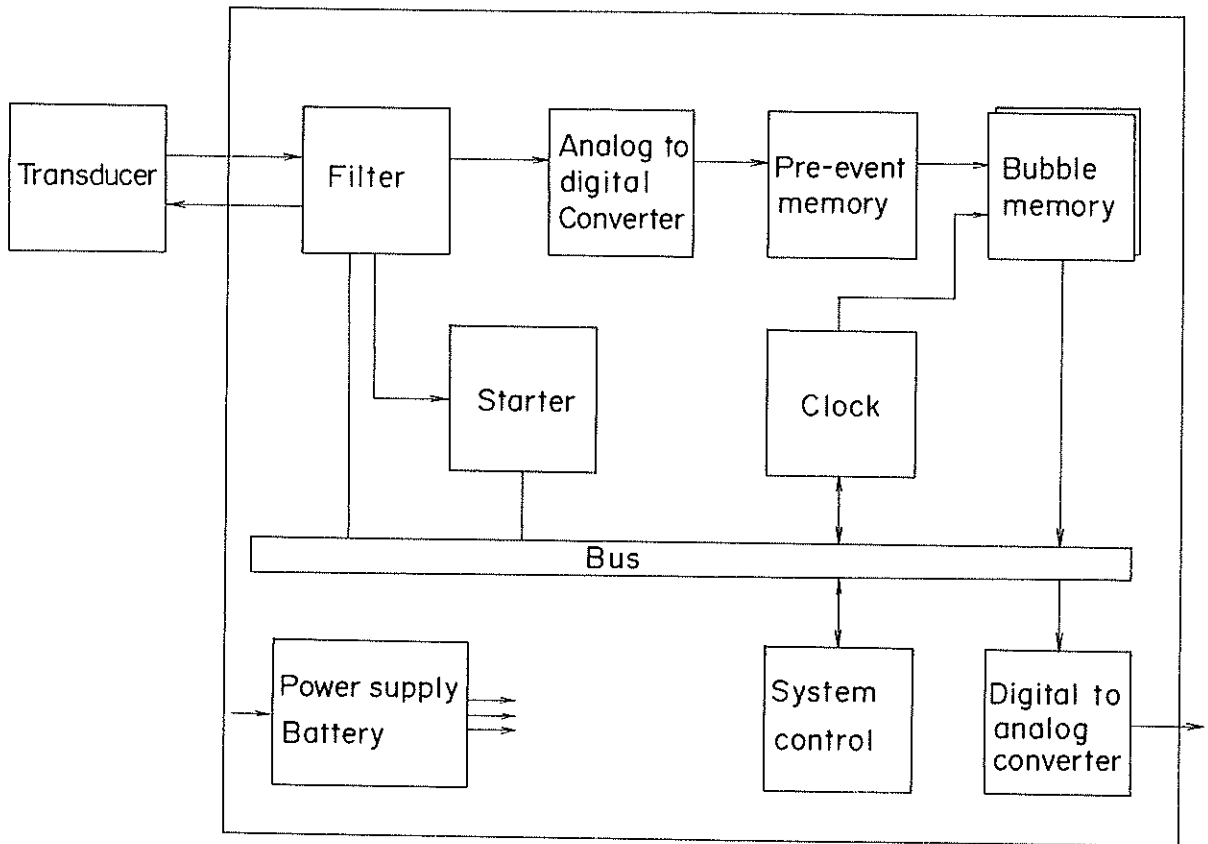 Transducer
Filter
Analog to
digital
Converter
Pre-event
memory
Bubble
memory
Starter
Clock
Bus
Power supply
Battery
System
control
Digital to
analog
converter